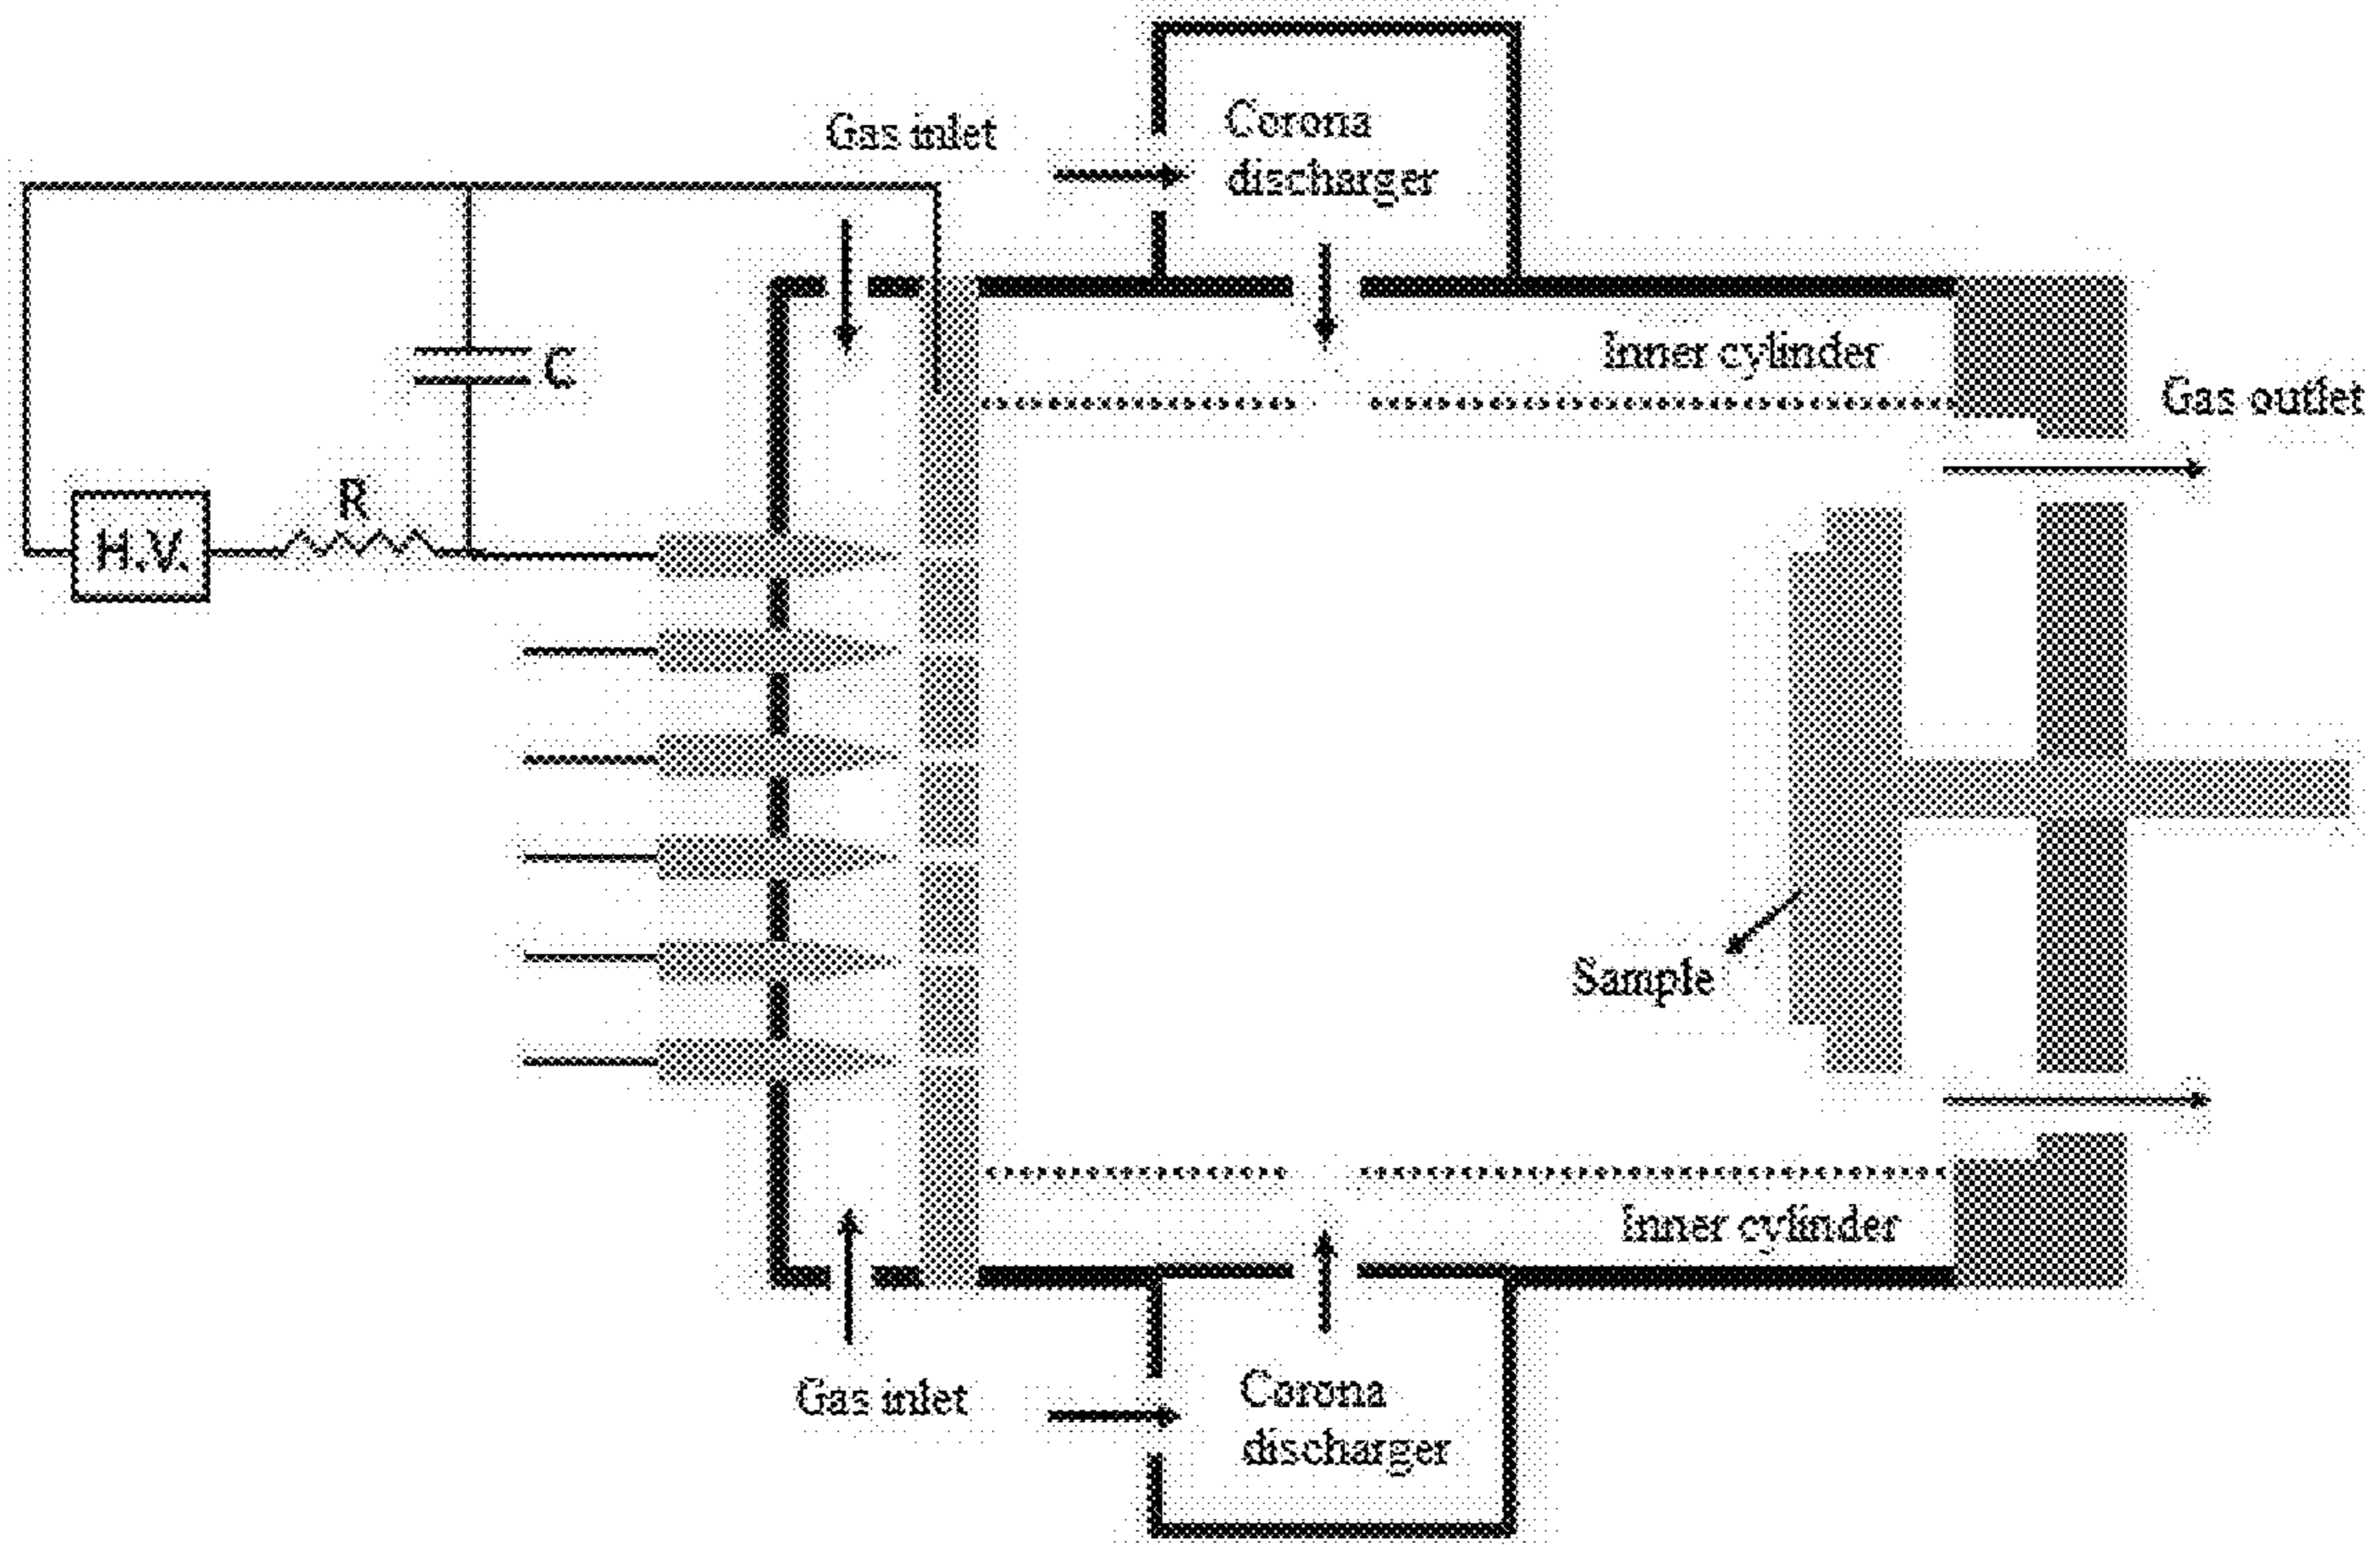 Gas inlet
Corona
discharger
Inner cylinder
Gas outlet
C
R
H.V.
Sample
Inner cylinder
Gas inlet
Corona
discharger